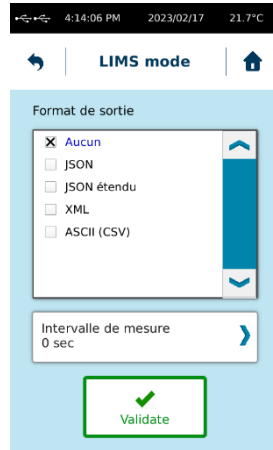 4:14:06 PM 2023/02/17 21.7°C
LIMS mode
Format de sortie
Aucun
JSON
JSON étendu
XML
ASCII (CSV)
Intervalle de mesure
0 sec
Validate